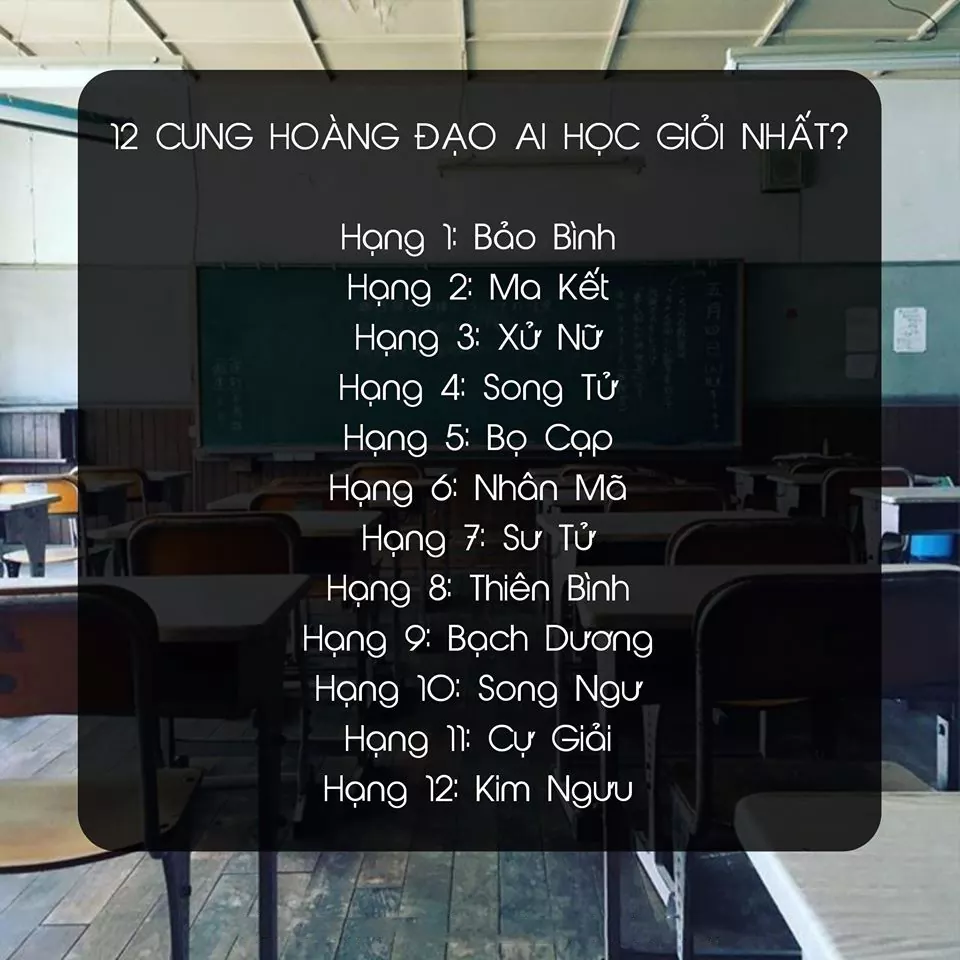 12 CUNG HOÀNG ĐẠO AI HỌC GIỎI NHẤT?
Hạng 1: Bảo Bình
Hạng 2: Ma Kết
Hạng 3: Xử Nữ
Hạng 4: Song Tử
Hạng 5: Bọ Cạp
Hạng 6: Nhân Mã
Hạng 7: Sư Tử
Hạng 8: Thiên Bình
Hạng 9: Bạch Dương
Hạng 10: Song Ngư
Hạng 11: Cự Giải
Hạng 12: Kim Ngưu